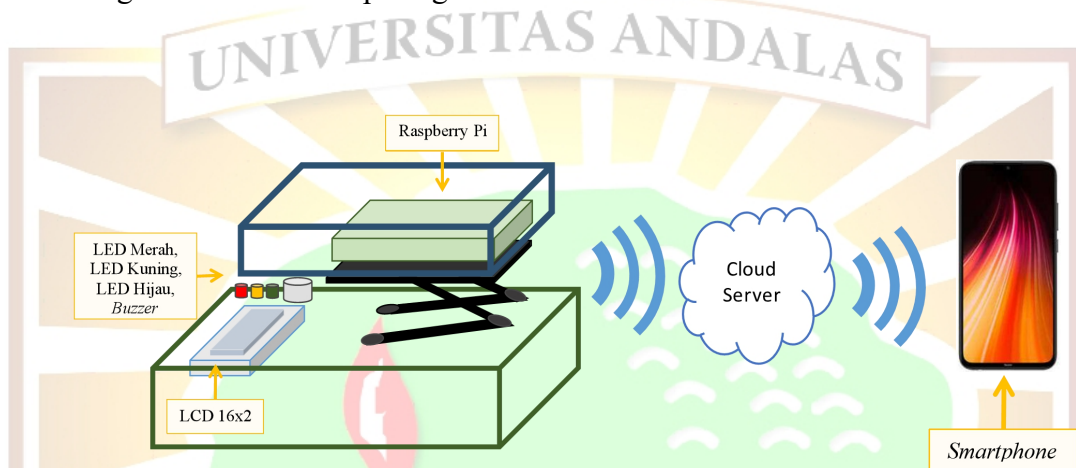 UNIVERSITAS ANDALAS
Raspberry Pi
LED Merah,
LED Kuning,
LED Hijau,
Buzzer
Cloud
Server
LCD 16x2
Smartphone